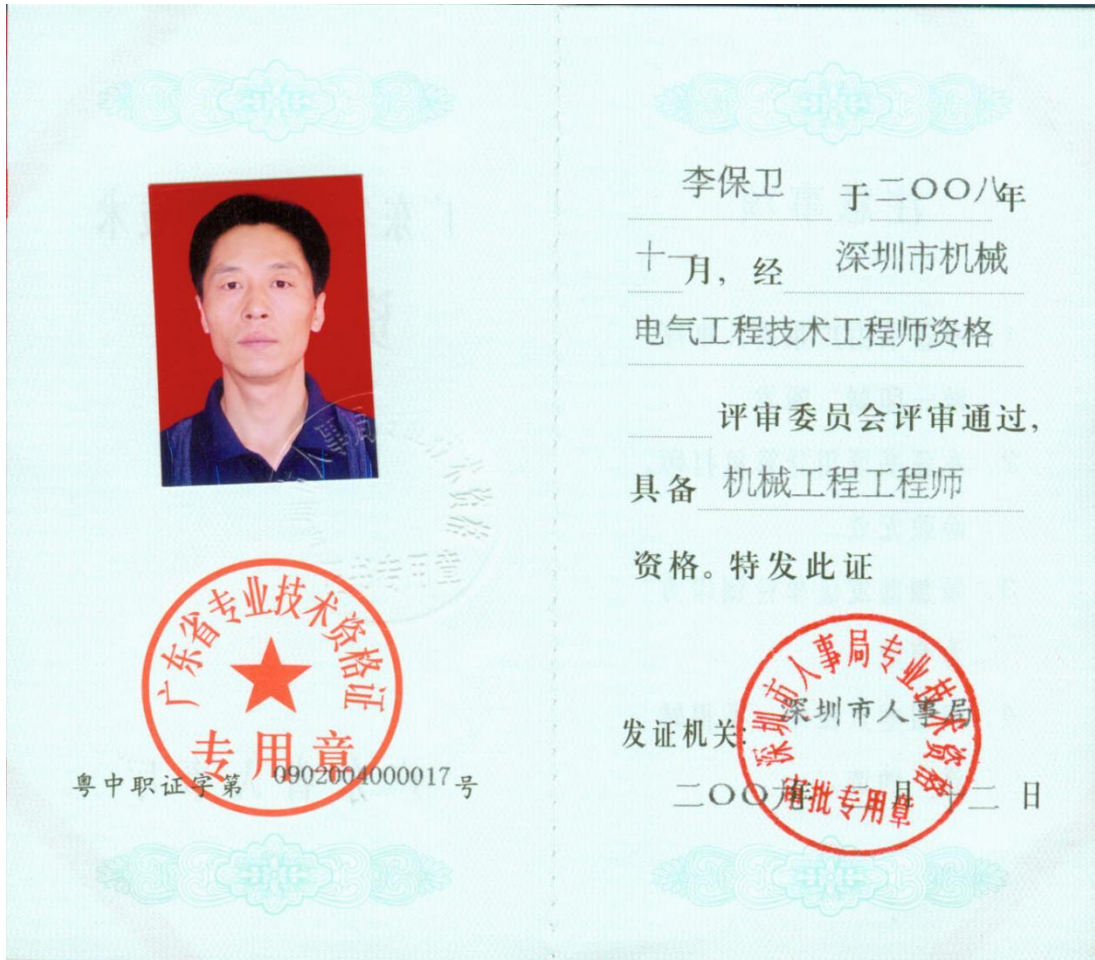 广东省专业技术资格证
专用章
粤中职证字第0902004000017号
李保卫 于二〇〇八年
十一月，经 深圳市机械
电气工程技术工程师资格
评审委员会评审通过，
具备 机械工程工程师
资格。特发此证
深圳市人事局专业技术资格
审批专用章
发证机关: 深圳市人事局
二〇〇九年 二月 十二 日